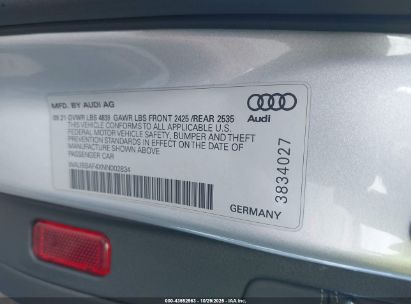 MFD. BY AUDI AG
09.21 GVWR LBS 4839 GAWR LBS FRONT 2425 /REAR 2535
THIS VEHICLE CONFORMS TO ALL APPLICABLE U.S.
FEDERAL MOTOR VEHICLE SAFETY, BUMPER AND THEFT
PREVENTION STANDARDS IN EFFECT ON THE DATE OF
MANUFACTURE SHOWN ABOVE.
PASSENGER CAR
Audi
3834027
GERMANY